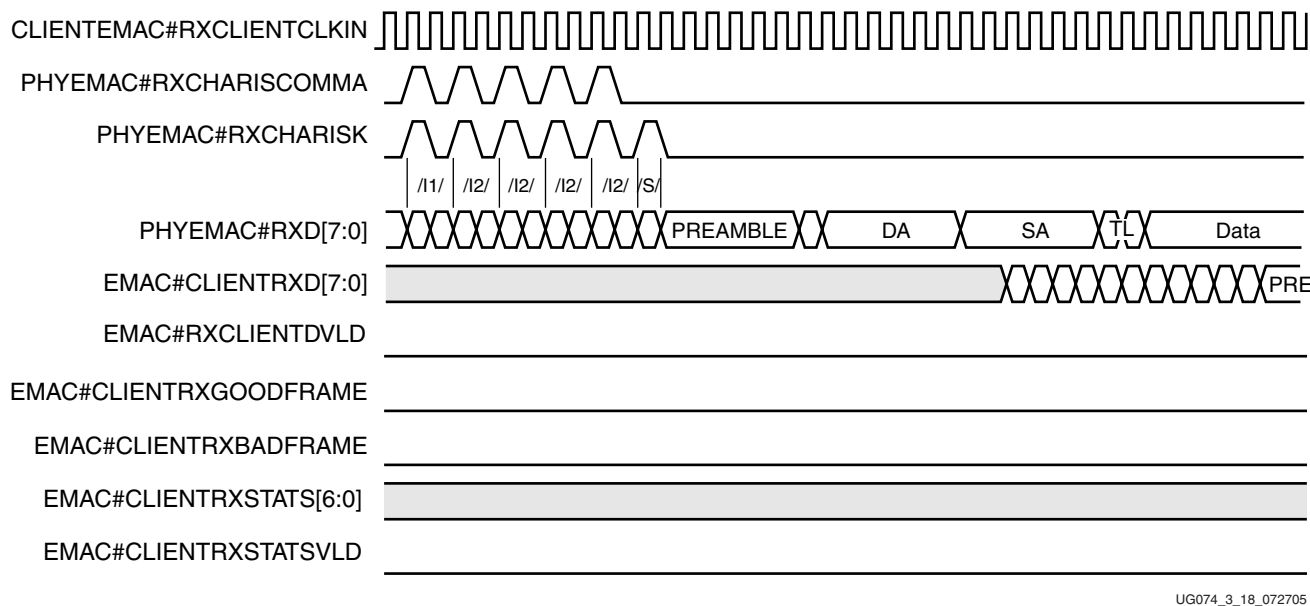 CLIENTEMAC#RXCLIENTCLKIN
PHYEMAC#RXCHARISCOMMA
PHYEMAC#RXCHARISK
/I1/ /I2/ /I2/ /I2/ /I2/ /S/
PHYEMAC#RXD[7:0] PREAMBLE DA SA TL Data
EMAC#CLIENTRXD[7:0] PRE
EMAC#RXCLIENTDVLD
EMAC#CLIENTRXGOODFRAME
EMAC#CLIENTRXBADFRAME
EMAC#CLIENTRXSTATS[6:0]
EMAC#CLIENTRXSTATSVLD
UG074_3_18_072705